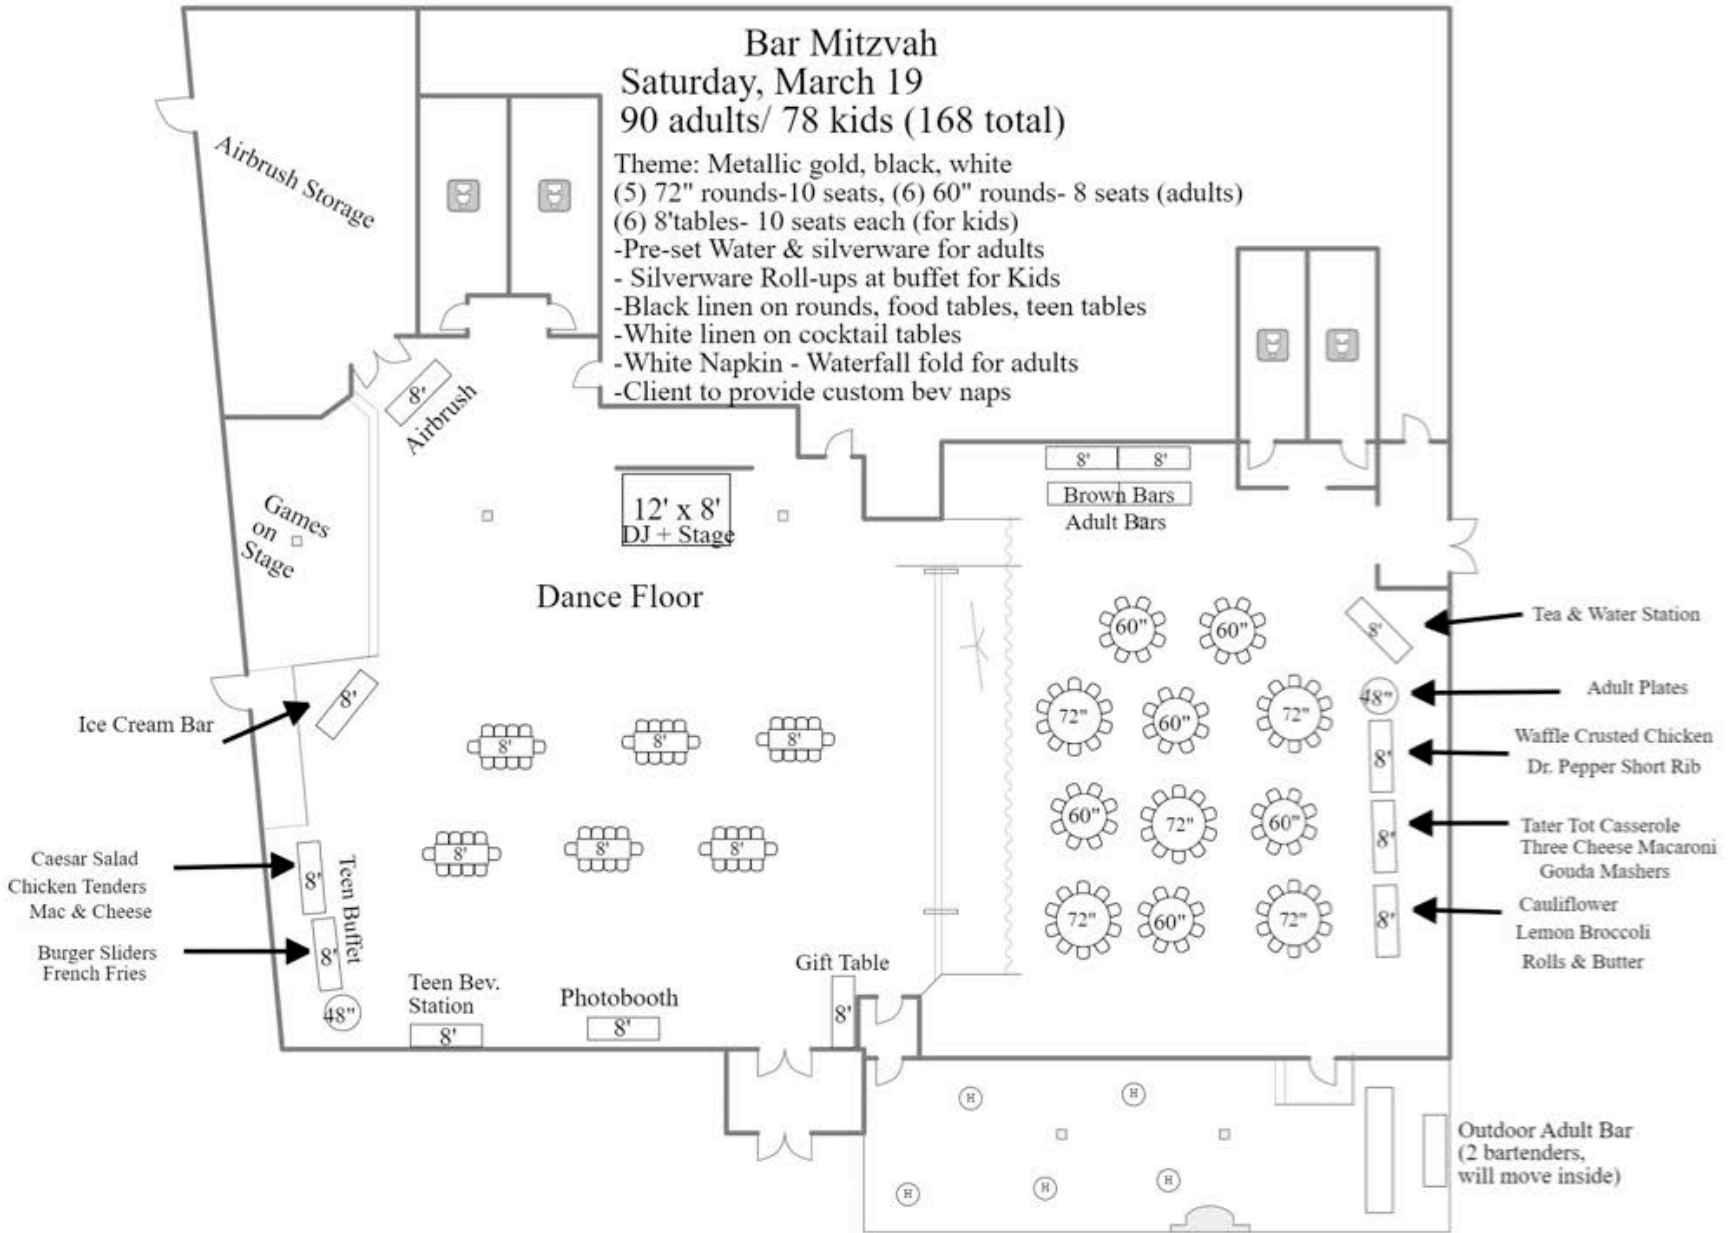 Bar Mitzvah
Saturday, March 19
90 adults/ 78 kids (168 total)
Theme: Metallic gold, black, white
(5) 72" rounds-10 seats, (6) 60" rounds- 8 seats (adults)
(6) 8'tables- 10 seats each (for kids)
-Pre-set Water & silverware for adults
- Silverware Roll-ups at buffet for Kids
-Black linen on rounds, food tables, teen tables
-White linen on cocktail tables
-White Napkin - Waterfall fold for adults
-Client to provide custom bev naps
Airbrush Storage
8'
Airbrush
Games
on
Stage
12' x 8'
DJ + Stage
Dance Floor
8' 8'
Brown Bars
Adult Bars
60" 60"
8'
Tea & Water Station
72" 60" 72"
48"
Adult Plates
8'
Waffle Crusted Chicken
Dr. Pepper Short Rib
60" 72" 60"
8'
Tater Tot Casserole
Three Cheese Macaroni
Gouda Mashers
72" 60" 72"
8'
Cauliflower
Lemon Broccoli
Rolls & Butter
8'
Ice Cream Bar
8' 8' 8'
8' 8' 8'
Caesar Salad
Chicken Tenders
Mac & Cheese
8'
Teen Buffet
Burger Sliders
French Fries
8'
48"
Teen Bev.
Station
8'
Photobooth
8'
Gift Table
8'
H H
H H H
Outdoor Adult Bar
(2 bartenders,
will move inside)